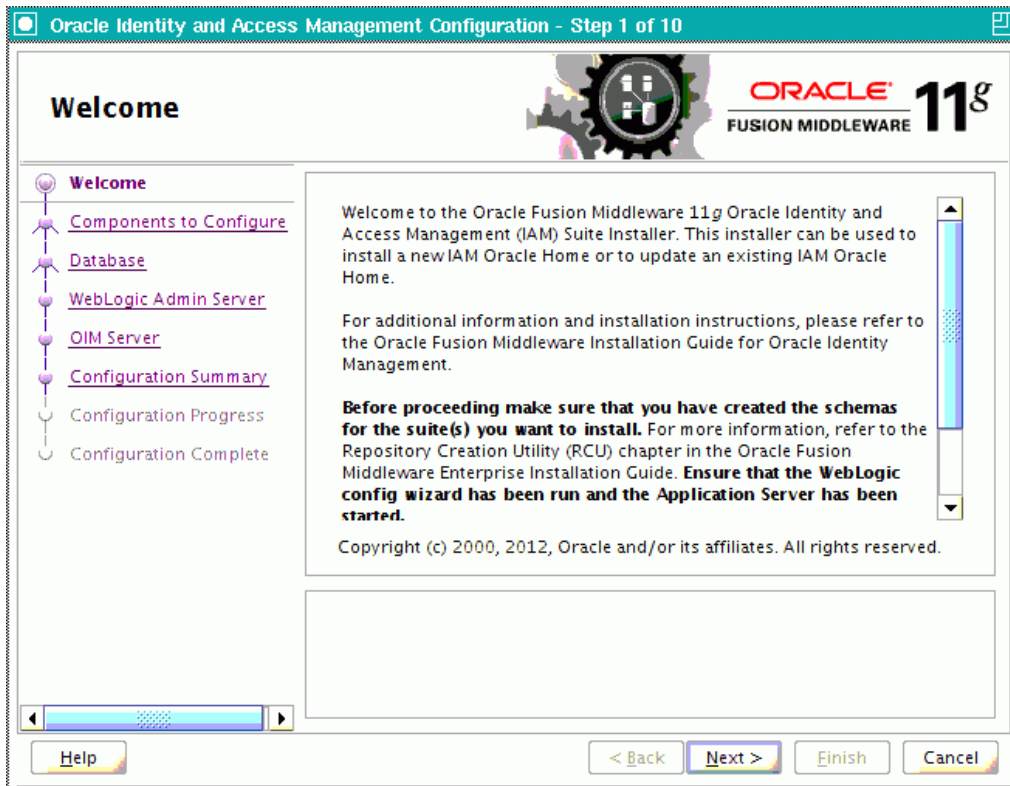 Oracle Identity and Access Management Configuration - Step 1 of 10
Welcome
ORACLE
FUSION MIDDLEWARE
11g
Welcome
Components to Configure
Database
WebLogic Admin Server
OIM Server
Configuration Summary
Configuration Progress
Configuration Complete
Welcome to the Oracle Fusion Middleware 11g Oracle Identity and
Access Management (IAM) Suite Installer. This installer can be used to
install a new IAM Oracle Home or to update an existing IAM Oracle
Home.
For additional information and installation instructions, please refer to
the Oracle Fusion Middleware Installation Guide for Oracle Identity
Management.
Before proceeding make sure that you have created the schemas
for the suite(s) you want to install. For more information, refer to the
Repository Creation Utility (RCU) chapter in the Oracle Fusion
Middleware Enterprise Installation Guide. Ensure that the WebLogic
config wizard has been run and the Application Server has been
started.
Copyright (c) 2000, 2012, Oracle and/or its affiliates. All rights reserved.
Help
< Back
Next >
Finish
Cancel